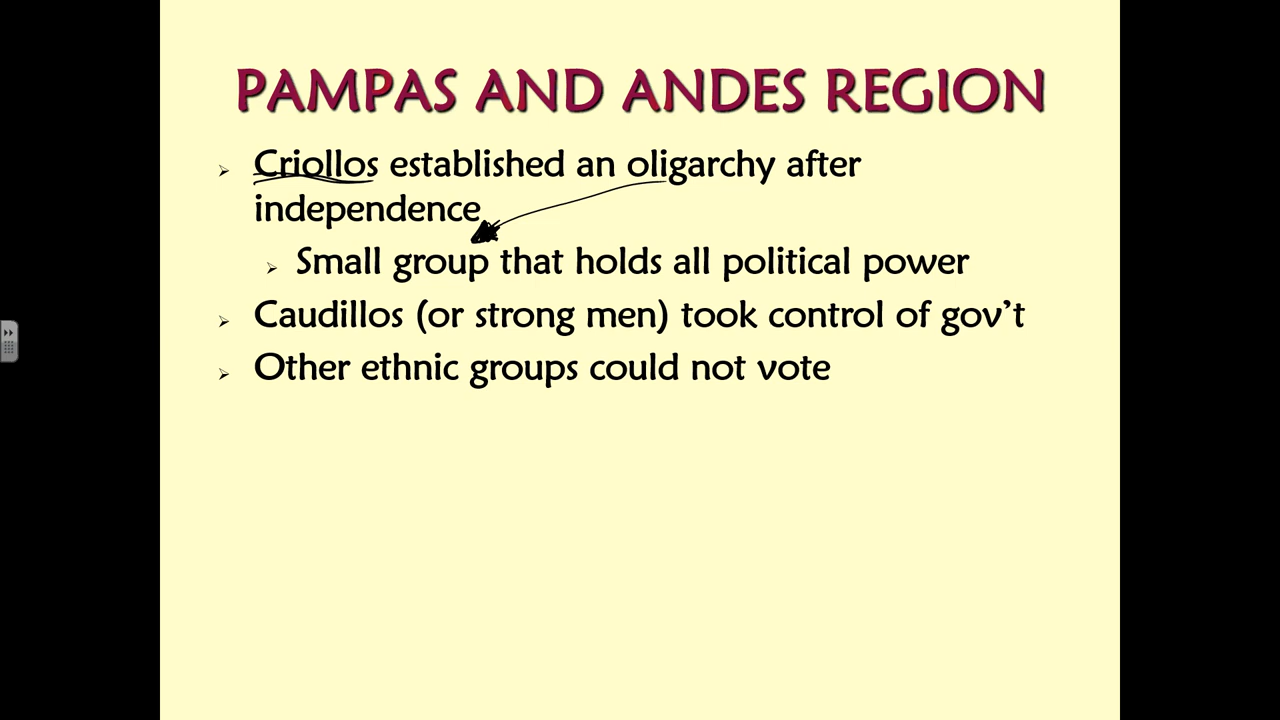 PAMPAS AND ANDES REGION
Criollos established an oligarchy after
independence
Small group that holds all political power
Caudillos (or strong men) took control of gov’t
Other ethnic groups could not vote